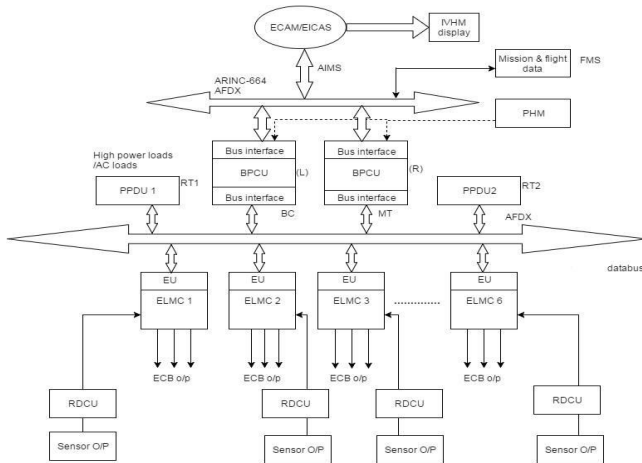 ECAM/EICAS
IVHM
display
AIMS
ARINC-664
AFDX
Mission & flight
data
FMS
PHM
High power loads
/AC loads
PPDU 1
RT1
Bus interface
BPCU
Bus interface
(L)
BC
Bus interface
BPCU
Bus interface
(R)
MT
PPDU2
RT2
AFDX
databus
EU
ELMC 1
EU
ELMC 2
EU
ELMC 3
..............
EU
ELMC 6
ECB o/p
ECB o/p
ECB o/p
ECB o/p
RDCU
RDCU
RDCU
RDCU
Sensor O/P
Sensor O/P
Sensor O/P
Sensor O/P